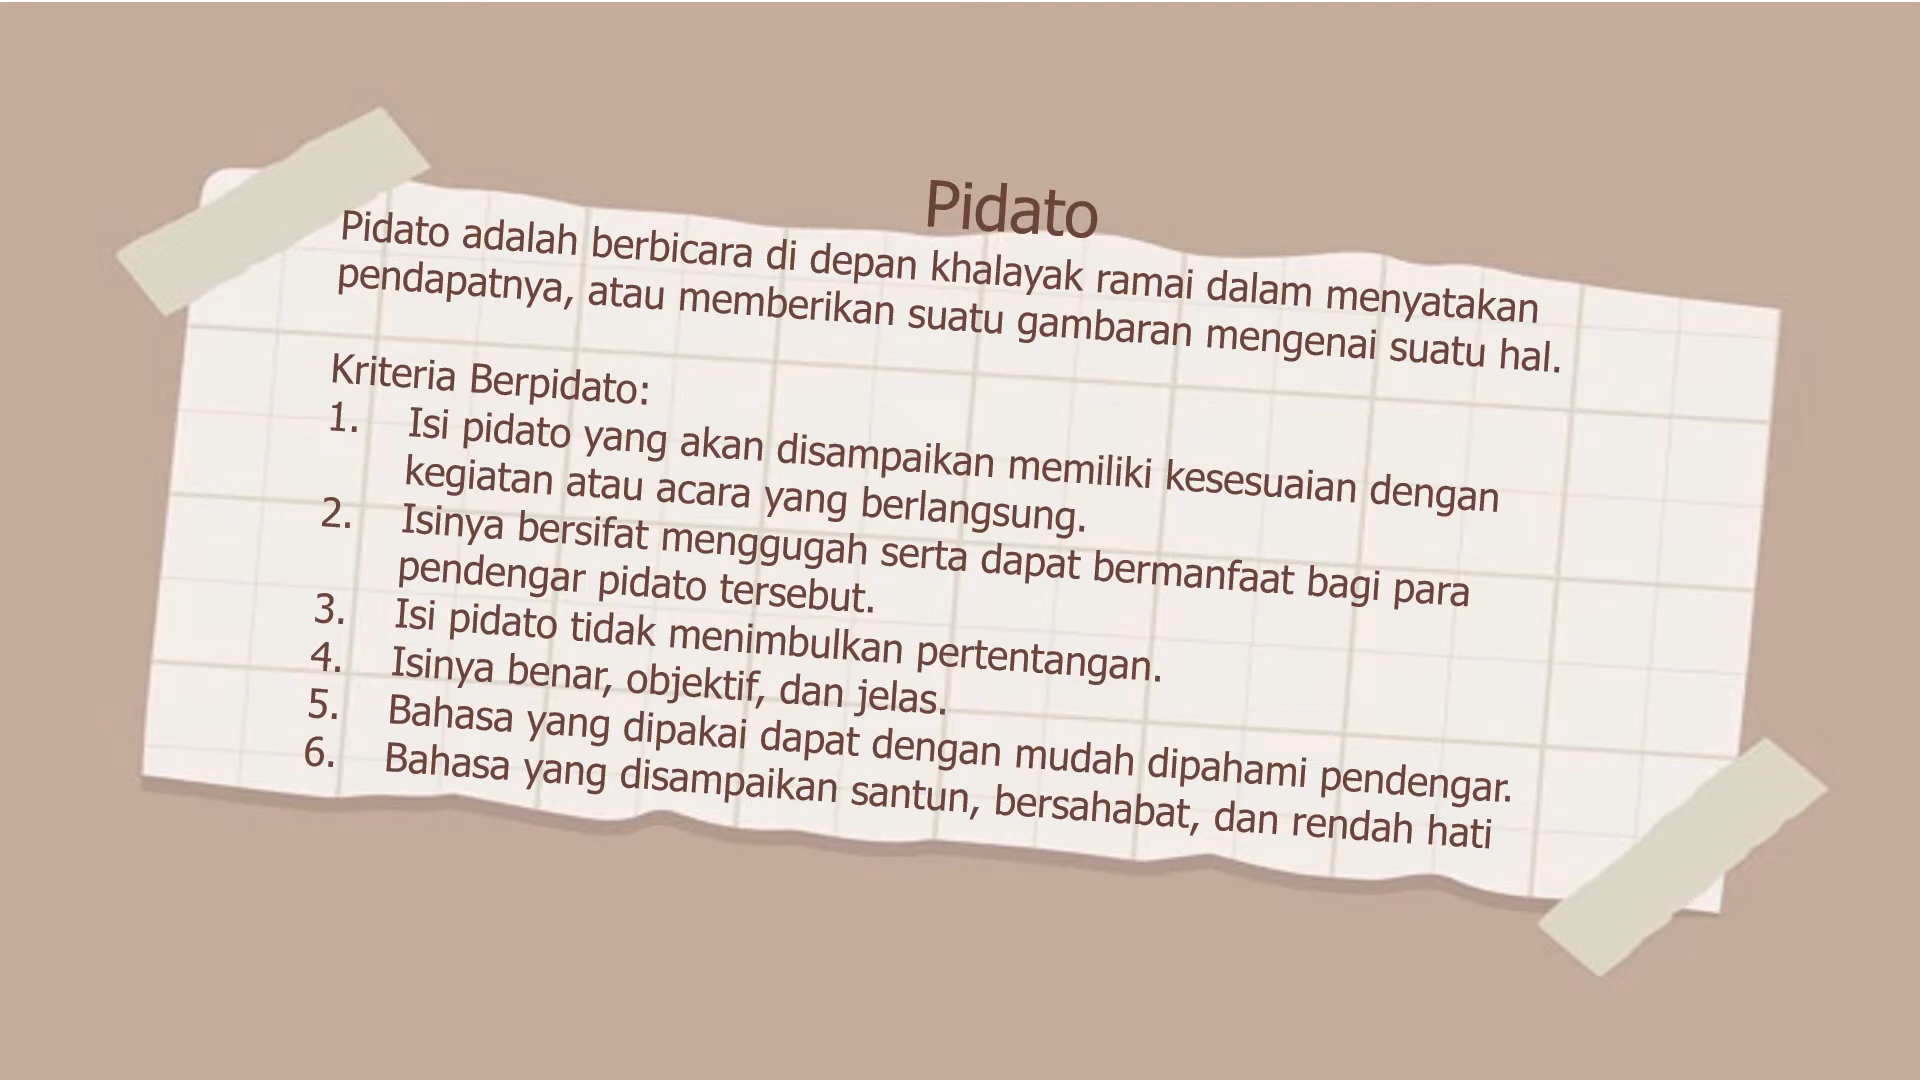 Pidato
Pidato adalah berbicara di depan khalayak ramai dalam menyatakan
pendapatnya, atau memberikan suatu gambaran mengenai suatu hal.
Kriteria Berpidato:
1. Isi pidato yang akan disampaikan memiliki kesesuaian dengan
kegiatan atau acara yang berlangsung.
2. Isinya bersifat menggugah serta dapat bermanfaat bagi para
pendengar pidato tersebut.
3. Isi pidato tidak menimbulkan pertentangan.
4. Isinya benar, objektif, dan jelas.
5. Bahasa yang dipakai dapat dengan mudah dipahami pendengar.
6. Bahasa yang disampaikan santun, bersahabat, dan rendah hati